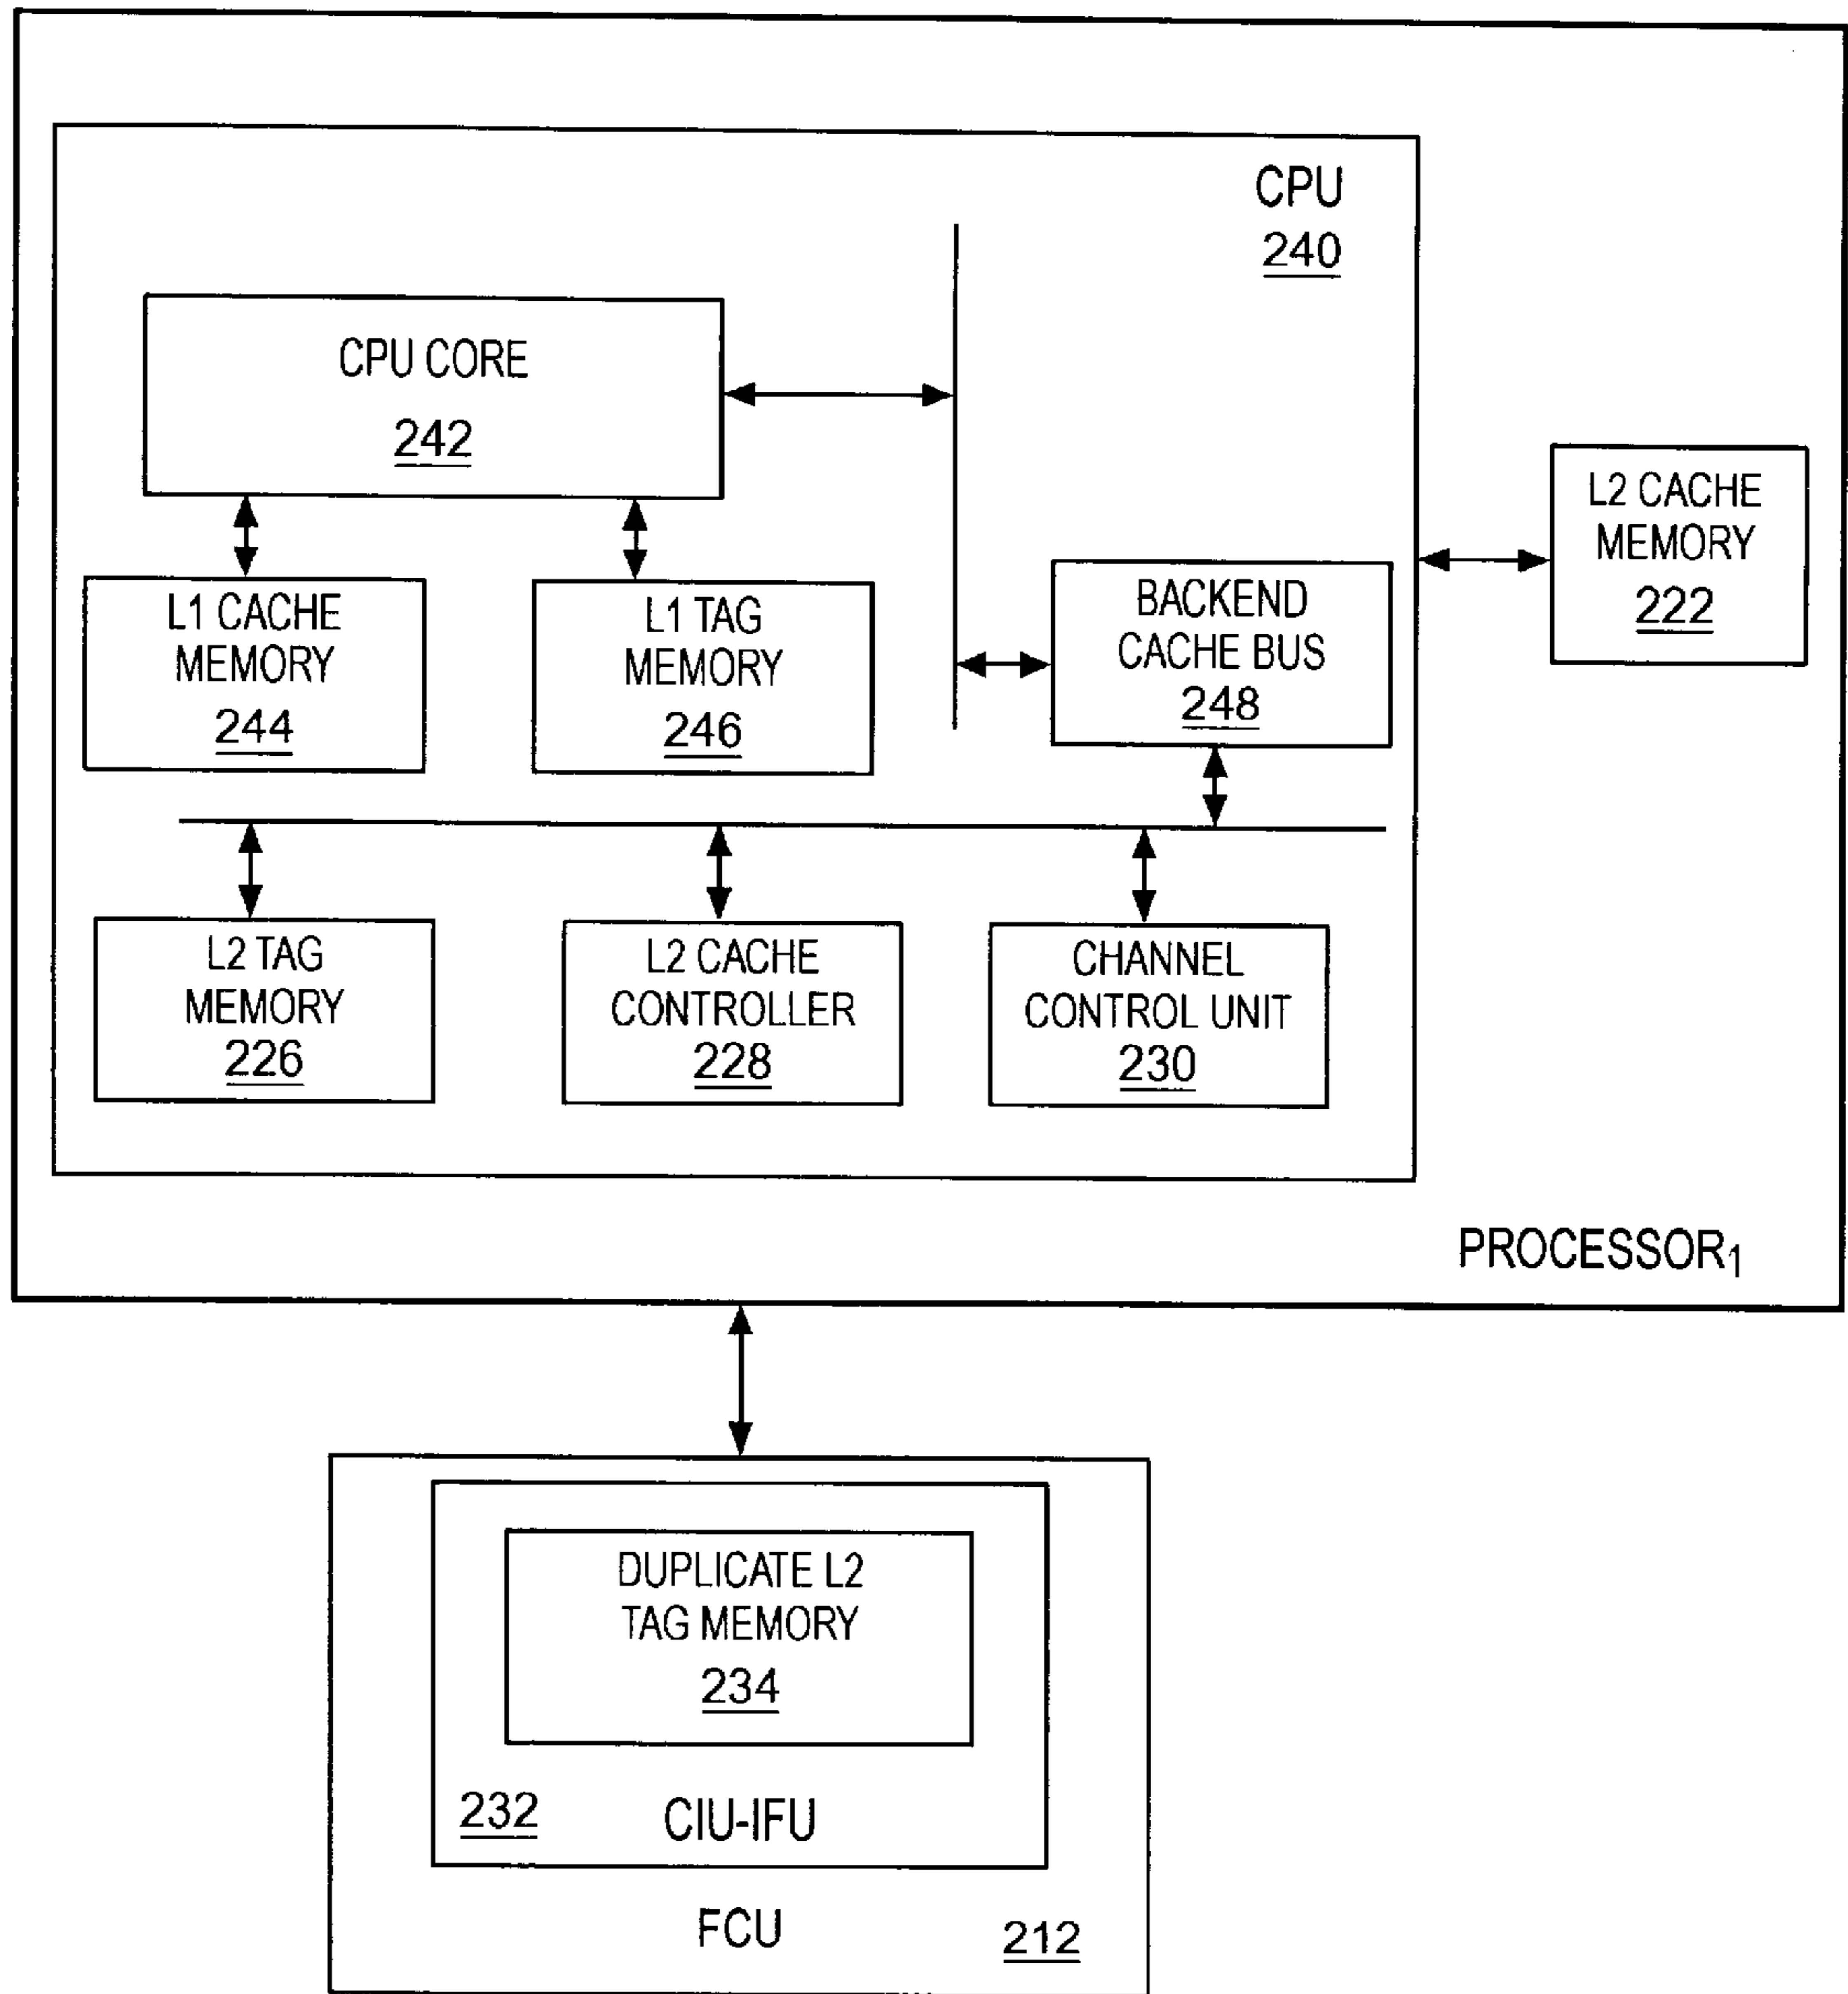 CPU
240
CPU CORE
242
L1 CACHE
MEMORY
244
L1 TAG
MEMORY
246
BACKEND
CACHE BUS
248
L2 CACHE
MEMORY
222
L2 TAG
MEMORY
226
L2 CACHE
CONTROLLER
228
CHANNEL
CONTROL UNIT
230
PROCESSOR₁
DUPLICATE L2
TAG MEMORY
234
232 CIU-IFU
FCU 212